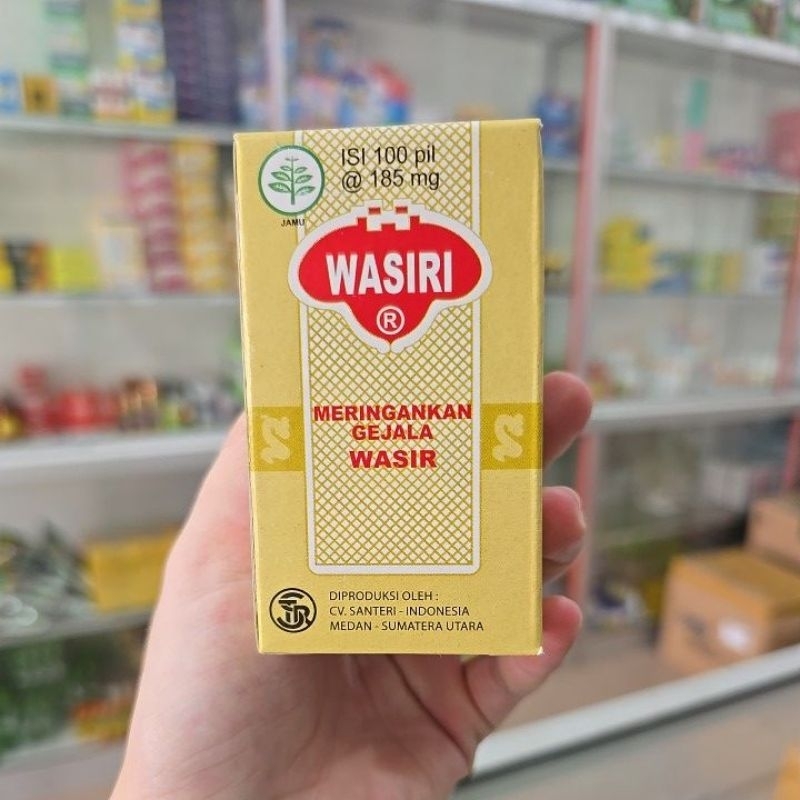 ISI 100 pil
@ 185 mg
JAMU
WASIRI
®
MERINGANKAN
GEJALA
WASIR
DIPRODUKSI OLEH :
CV. SANTERI - INDONESIA
MEDAN - SUMATERA UTARA